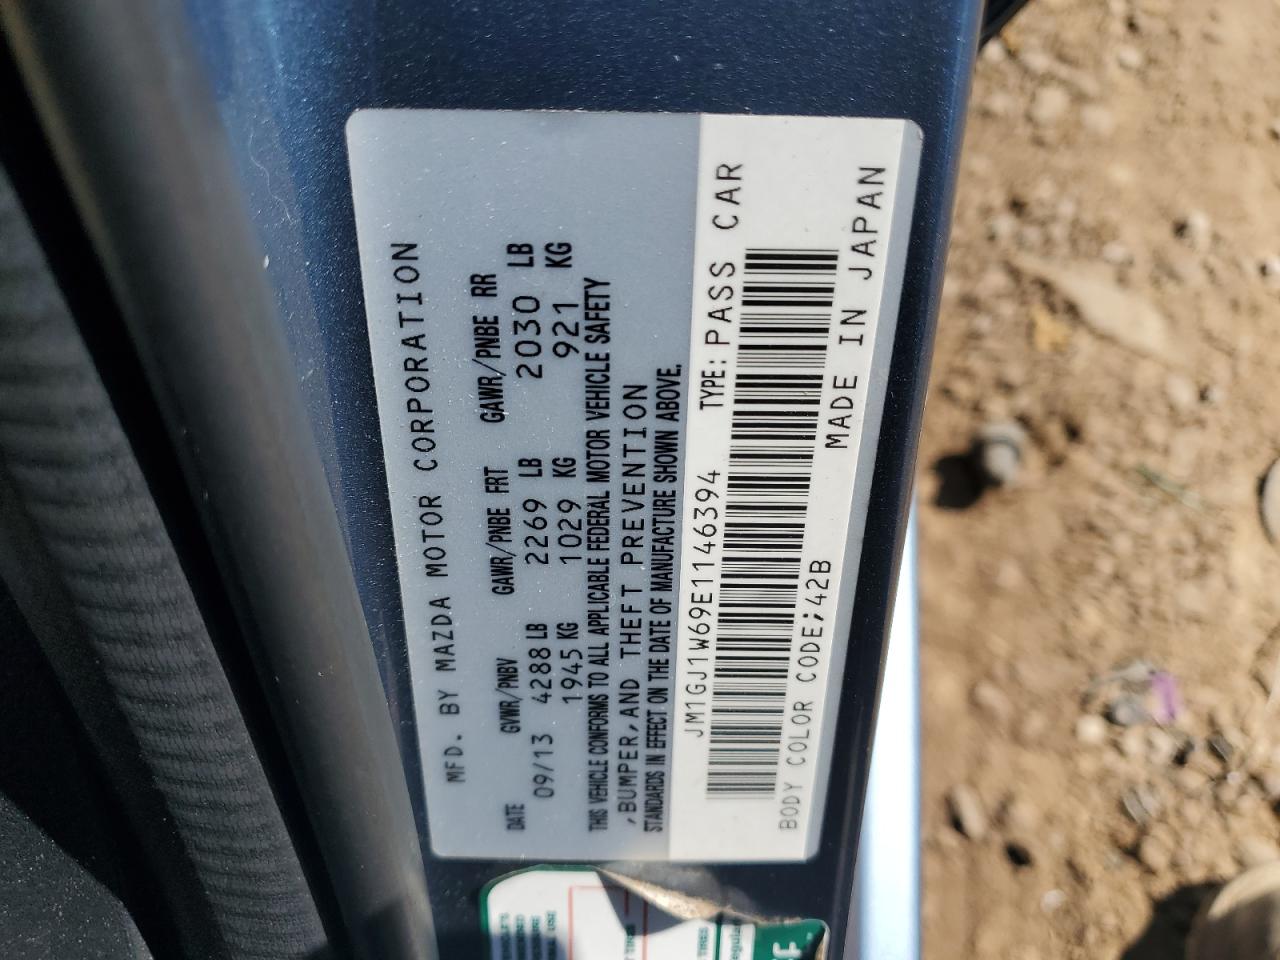 MFD. BY MAZDA MOTOR CORPORATION
DATE GVWR/PNBV GAWR/PNBE FRT GAWR/PNBE RR
09/13 4288 LB 2269 LB 2030 LB
1945 KG 1029 KG 921 KG
THIS VEHICLE CONFORMS TO ALL APPLICABLE FEDERAL MOTOR VEHICLE SAFETY
,BUMPER,AND THEFT PREVENTION
STANDARDS IN EFFECT ON THE DATE OF MANUFACTURE SHOWN ABOVE.
JM1GJ1W69E1146394 TYPE:PASS CAR
BODY COLOR CODE;42B MADE IN JAPAN
TIRES
Regular